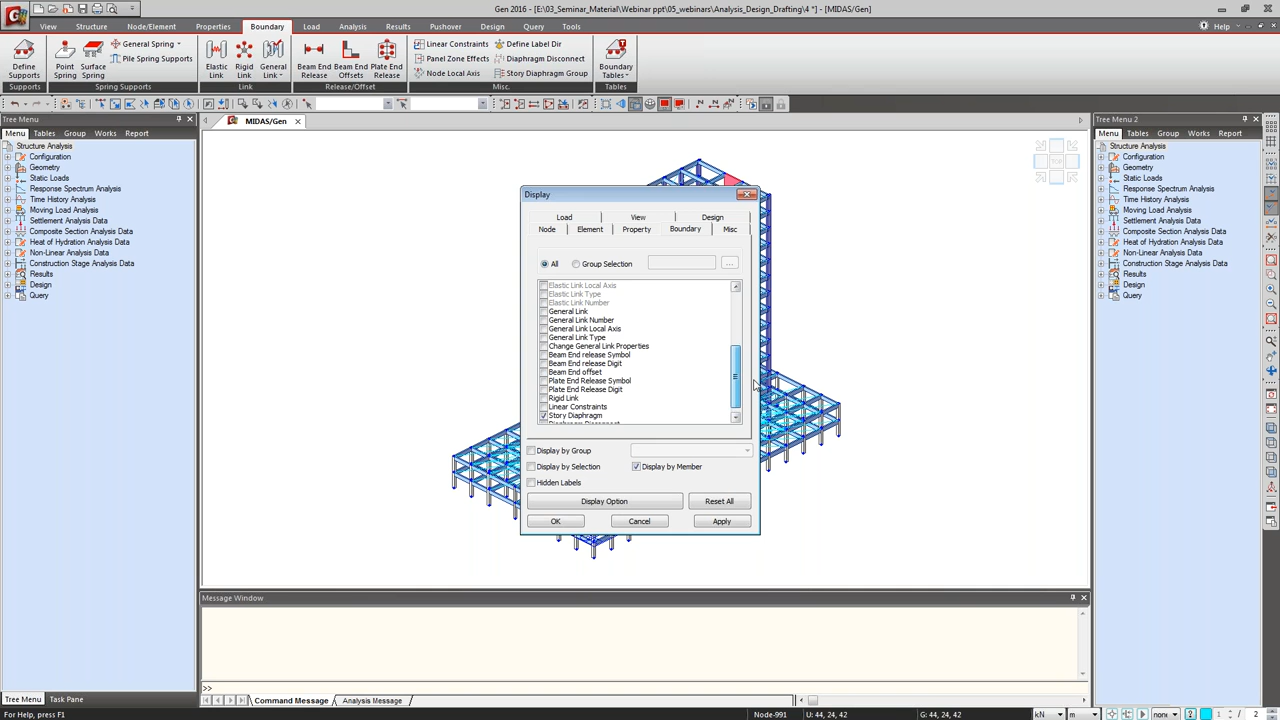 Gen 2016 - [E:\03_Seminar_Material\Webinar ppt\05_webinars\Analysis_Design_Drafting\4 *] - [MIDAS/Gen]
View Structure Node/Element Properties Boundary Load Analysis Results Pushover Design Query Tools Help
Define Supports
Supports
Point Spring
Surface Spring
General Spring
Pile Spring Supports
Spring Supports
Elastic Link
Rigid Link
General Link
Link
Beam End Release
Beam End Offsets
Plate End Release
Release/Offset
Linear Constraints
Panel Zone Effects
Node Local Axis
Define Label Dir
Diaphragm Disconnect
Story Diaphragm Group
Misc.
Boundary Tables
Tables
Tree Menu
Menu Tables Group Works Report
Structure Analysis
Configuration
Geometry
Static Loads
Response Spectrum Analysis
Time History Analysis
Moving Load Analysis
Settlement Analysis Data
Composite Section Analysis Data
Heat of Hydration Analysis Data
Non-Linear Analysis Data
Construction Stage Analysis Data
Results
Design
Query
Tree Menu Task Pane
MIDAS/Gen
TOP
Display
Load View Design
Node Element Property Boundary Misc
All Group Selection ...
Elastic Link Local Axis
Elastic Link Type
Elastic Link Number
General Link
General Link Number
General Link Local Axis
General Link Type
Change General Link Properties
Beam End release Symbol
Beam End release Digit
Beam End offset
Plate End Release Symbol
Plate End Release Digit
Rigid Link
Linear Constraints
Story Diaphragm
Diaphragm Disconnect
Display by Group
Display by Selection Display by Member
Hidden Labels
Display Option Reset All
OK Cancel Apply
Message Window
>>
Command Message Analysis Message
Tree Menu 2
Menu Tables Group Works Report
Structure Analysis
Configuration
Geometry
Static Loads
Response Spectrum Analysis
Time History Analysis
Moving Load Analysis
Settlement Analysis Data
Composite Section Analysis Data
Heat of Hydration Analysis Data
Non-Linear Analysis Data
Construction Stage Analysis Data
Results
Design
Query
For Help, press F1 Node-991 U: 44, 24, 42 G: 44, 24, 42 kN m none ? 1 / 2